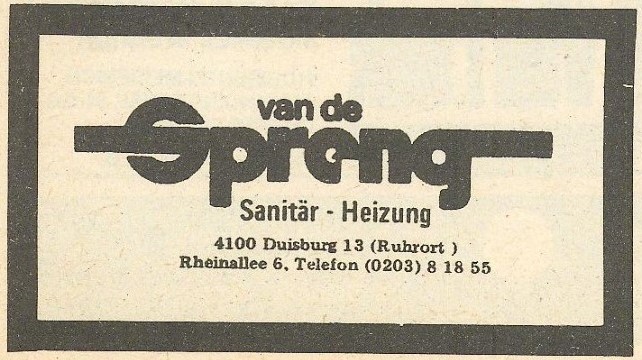 van de
Spreng
Sanitär - Heizung
4100 Duisburg 13 (Ruhrort )
Rheinallee 6, Telefon (0203) 8 18 55